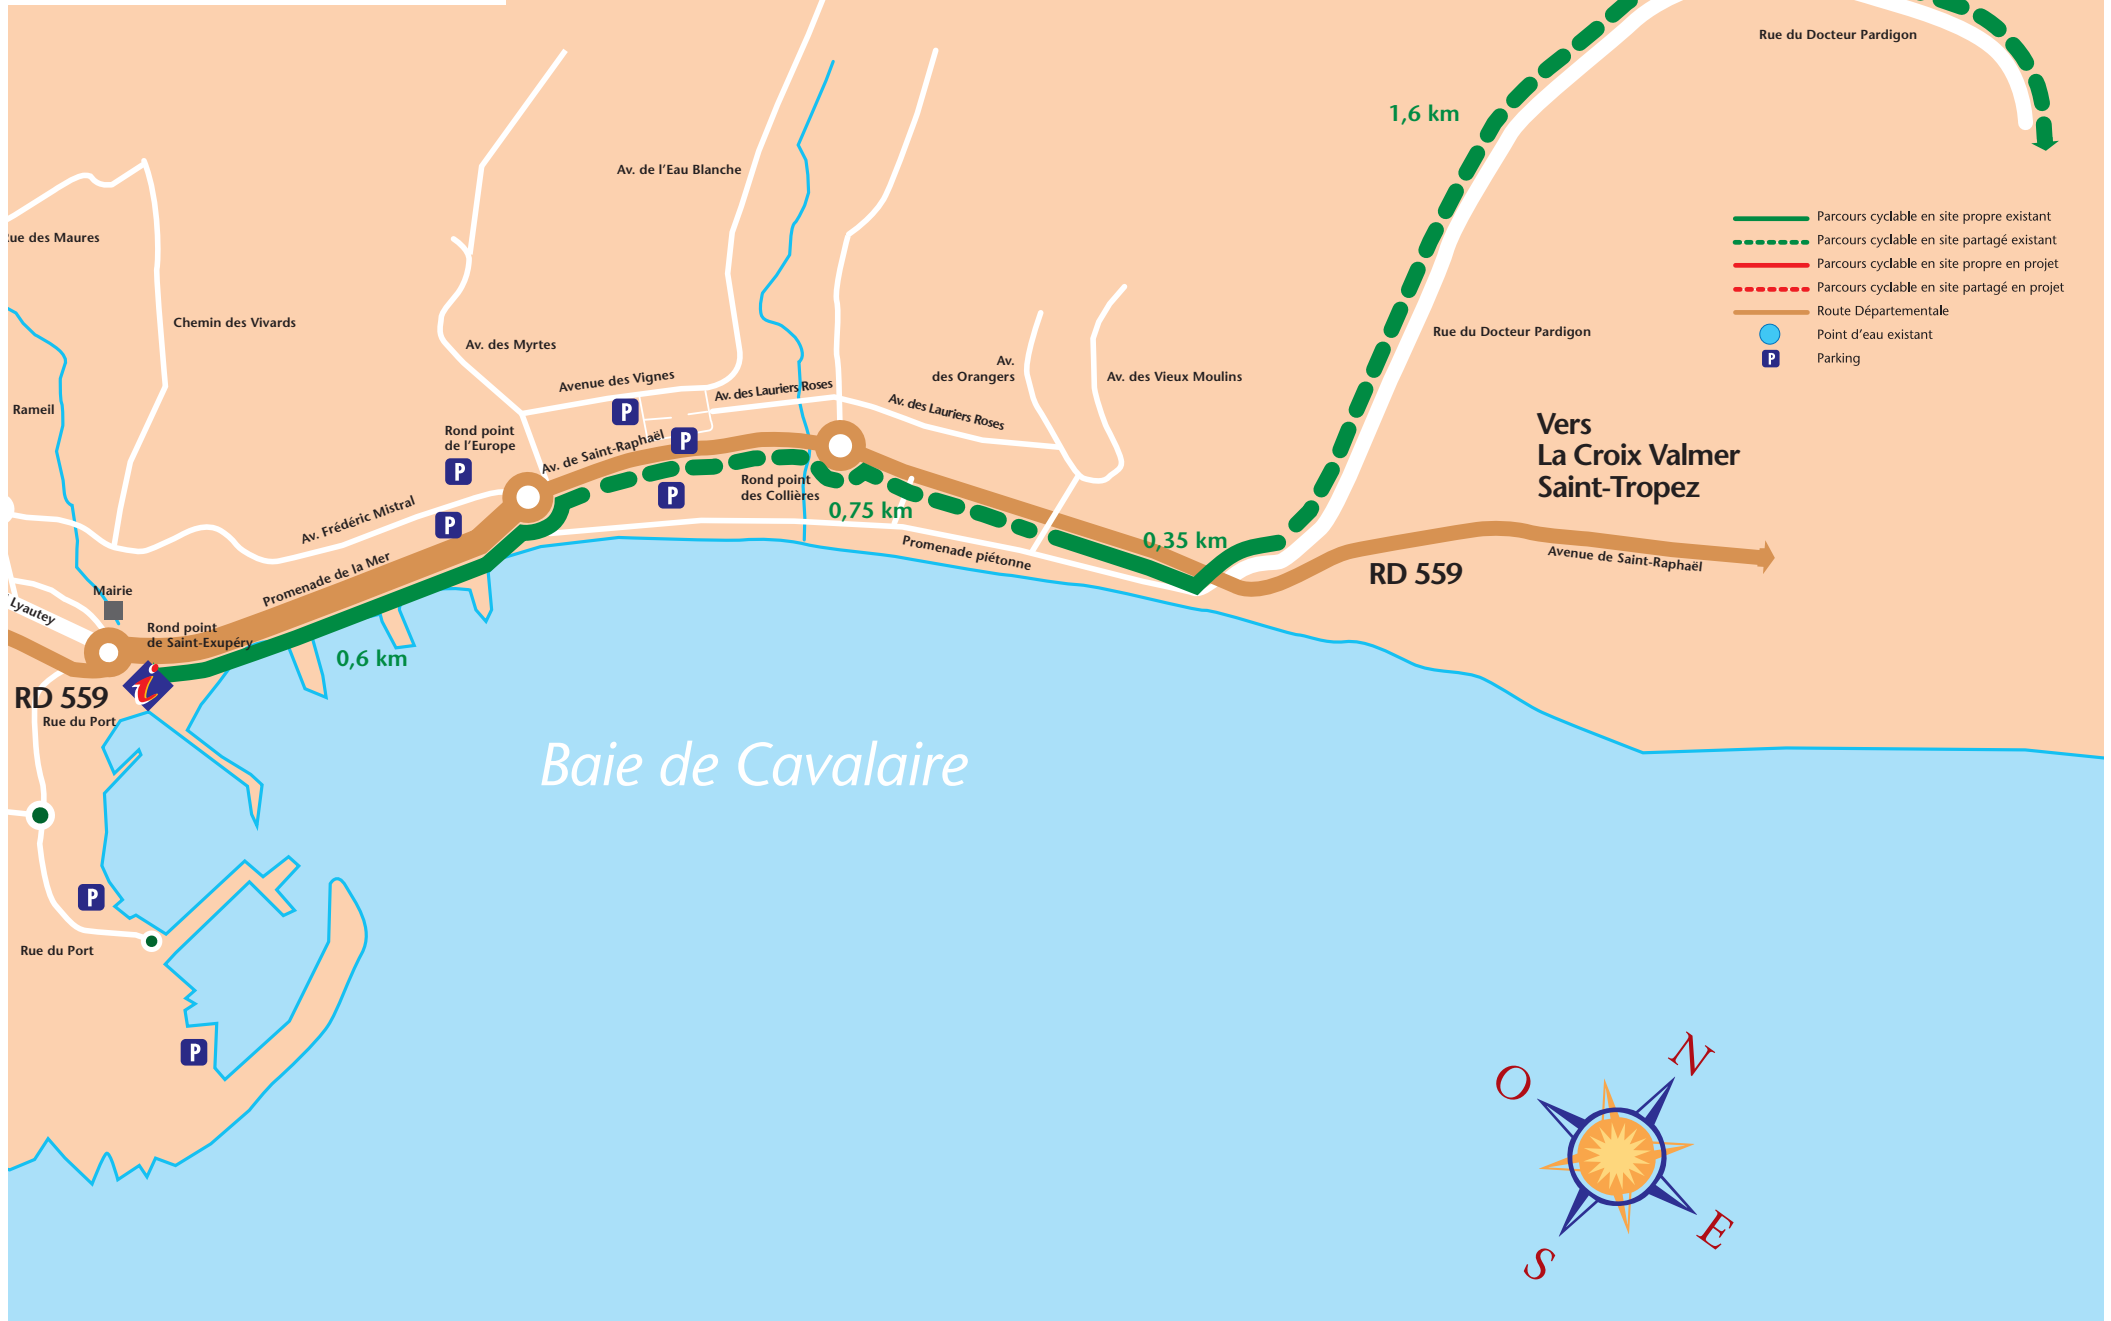 Rue du Docteur Pardigon
1,6 km
Av. de l'Eau Blanche
Rue des Maures
Chemin des Vivards
Parcours cyclable en site propre existant
Parcours cyclable en site partagé existant
Parcours cyclable en site propre en projet
Parcours cyclable en site partagé en projet
Route Départementale
Point d'eau existant
P Parking
Rue du Docteur Pardigon
Av. des Myrtes
Avenue des Vignes
Av. des Lauriers Roses
Av.
des Orangers
Av. des Vieux Moulins
Av. des Lauriers Roses
Rameil
P
Rond point
de l'Europe
P
Av. de Saint-Raphaël
P
P
Rond point
des Collières
0,75 km
Vers
La Croix Valmer
Saint-Tropez
Av. Frédéric Mistral
P
Promenade piétonne
0,35 km
RD 559
Avenue de Saint-Raphaël
Promenade de la Mer
Mairie
Lyautey
Rond point
de Saint-Exupéry
0,6 km
i
RD 559
Rue du Port
Baie de Cavalaire
P
Rue du Port
P
N
O
E
S